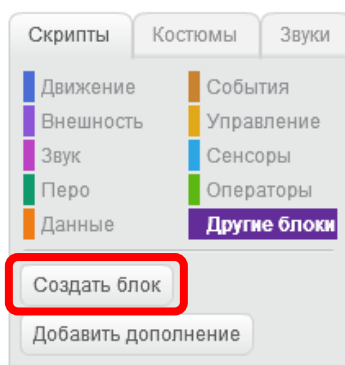 Скрипты Костюмы Звуки
Движение События
Внешность Управление
Звук Сенсоры
Перо Операторы
Данные Другие блоки
Создать блок
Добавить дополнение